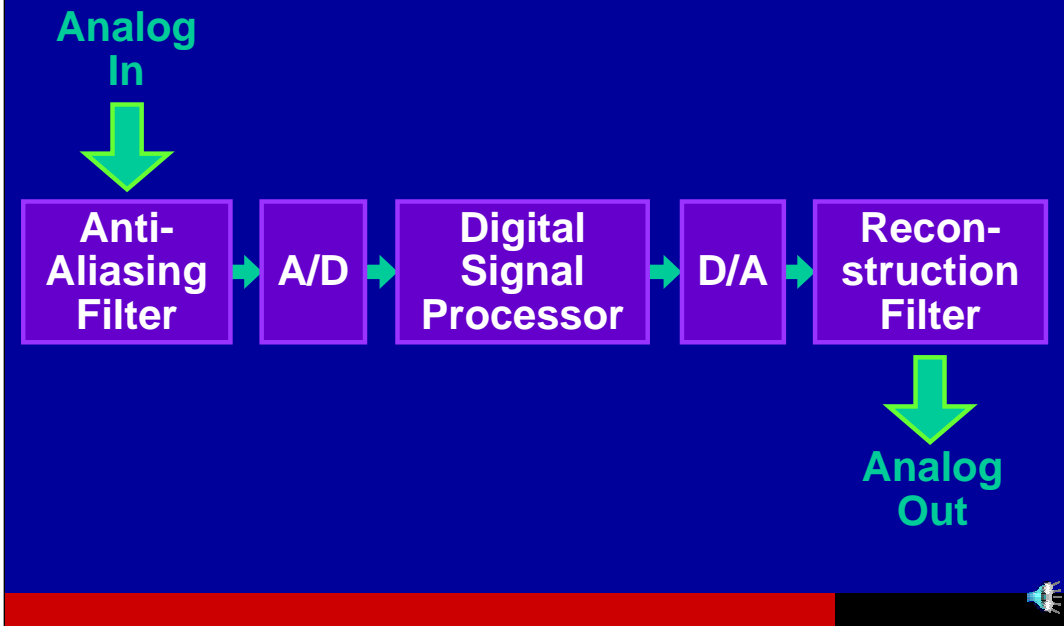 Analog
In
Anti-
Aliasing
Filter
A/D
Digital
Signal
Processor
D/A
Recon-
struction
Filter
Analog
Out